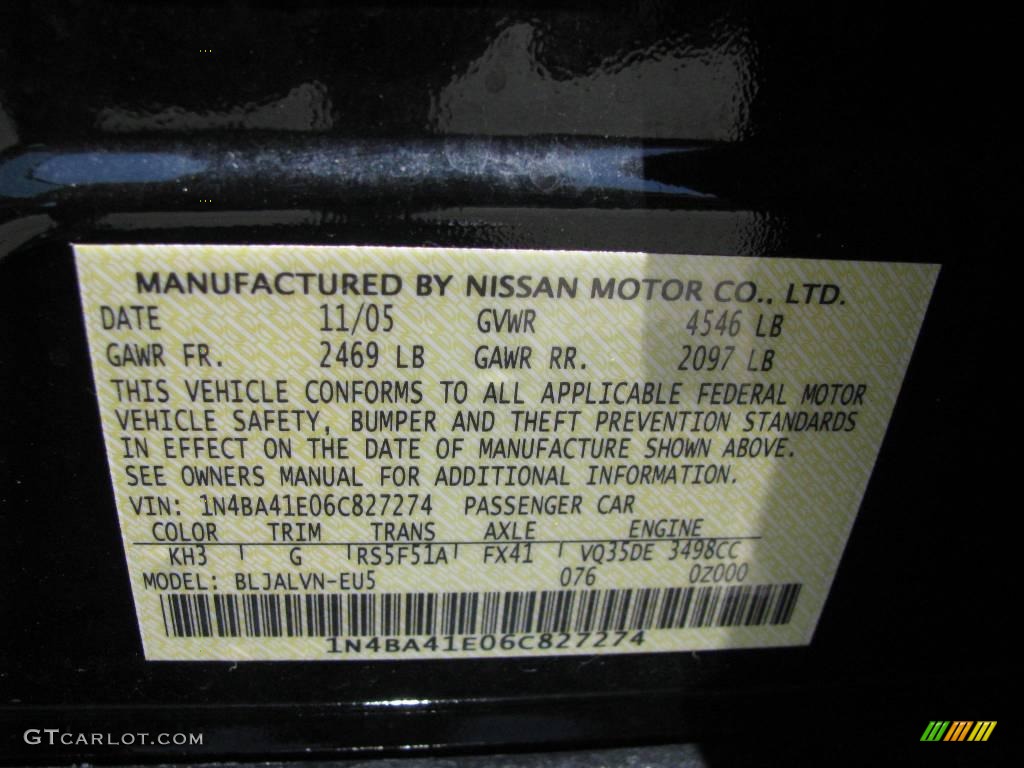 MANUFACTURED BY NISSAN MOTOR CO., LTD.
DATE 11/05 GVWR 4546 LB
GAWR FR. 2469 LB GAWR RR. 2097 LB
THIS VEHICLE CONFORMS TO ALL APPLICABLE FEDERAL MOTOR
VEHICLE SAFETY, BUMPER AND THEFT PREVENTION STANDARDS
IN EFFECT ON THE DATE OF MANUFACTURE SHOWN ABOVE.
SEE OWNERS MANUAL FOR ADDITIONAL INFORMATION.
VIN: 1N4BA41E06C827274 PASSENGER CAR
COLOR TRIM TRANS AXLE ENGINE
KH3 G RS5F51A FX41 VQ35DE 3498CC
MODEL: BLJALVN-EU5 076 0Z000
1N4BA41E06C827274
GTCARLOT.COM